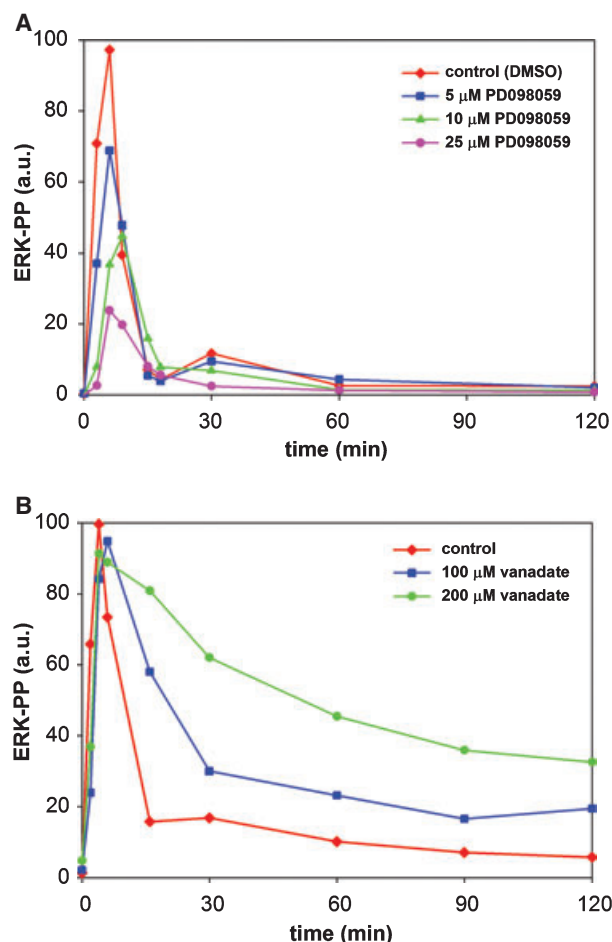 A
100
80
60
40
20
0
ERK-PP (a.u.)
control (DMSO)
5 μM PD098059
10 μM PD098059
25 μM PD098059
0 30 60 90 120
time (min)
B
100
80
60
40
20
0
ERK-PP (a.u.)
control
100 μM vanadate
200 μM vanadate
0 30 60 90 120
time (min)